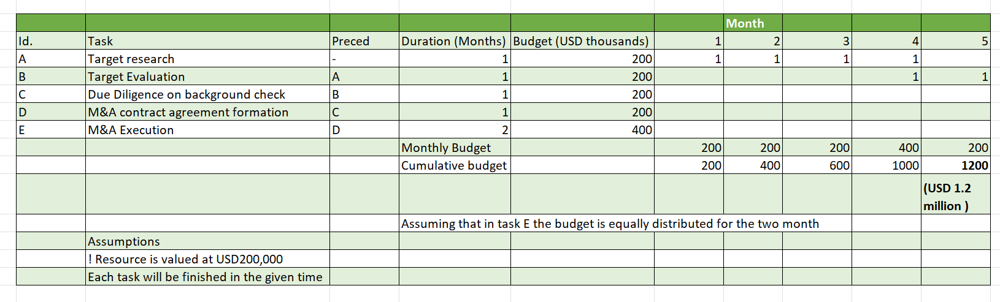 Month
Id. Task Preced Duration (Months) Budget (USD thousands) 1 2 3 4 5
A Target research - 1 200 1 1 1 1
B Target Evaluation A 1 200 1 1
C Due Diligence on background check B 1 200
D M&A contract agreement formation C 1 200
E M&A Execution D 2 400
Monthly Budget 200 200 200 400 200
Cumulative budget 200 400 600 1000 1200
(USD 1.2
million )
Assuming that in task E the budget is equally distributed for the two month
Assumptions
! Resource is valued at USD200,000
Each task will be finished in the given time